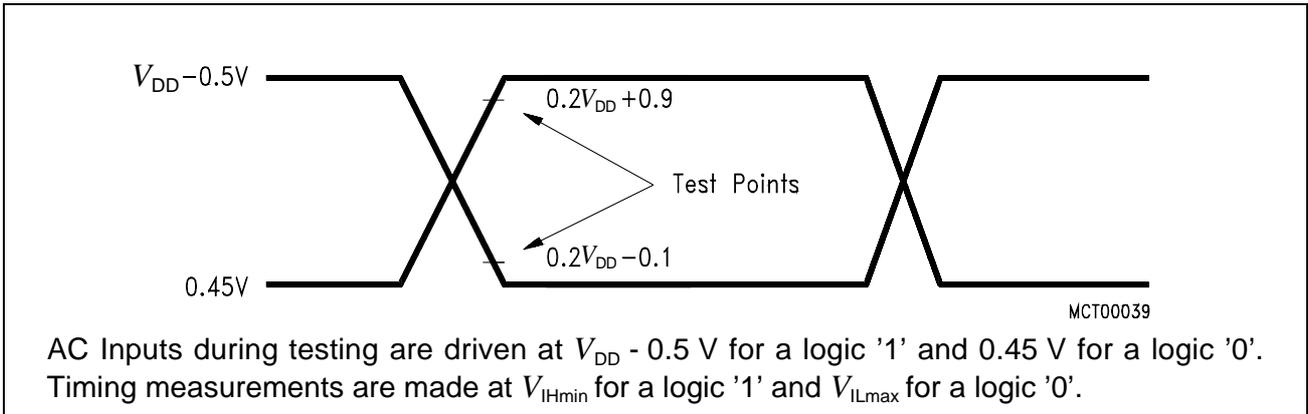 VDD−0.5V
0.2VDD+0.9
Test Points
0.2VDD−0.1
0.45V
MCT00039
AC Inputs during testing are driven at VDD - 0.5 V for a logic '1' and 0.45 V for a logic '0'.
Timing measurements are made at VIHmin for a logic '1' and VILmax for a logic '0'.